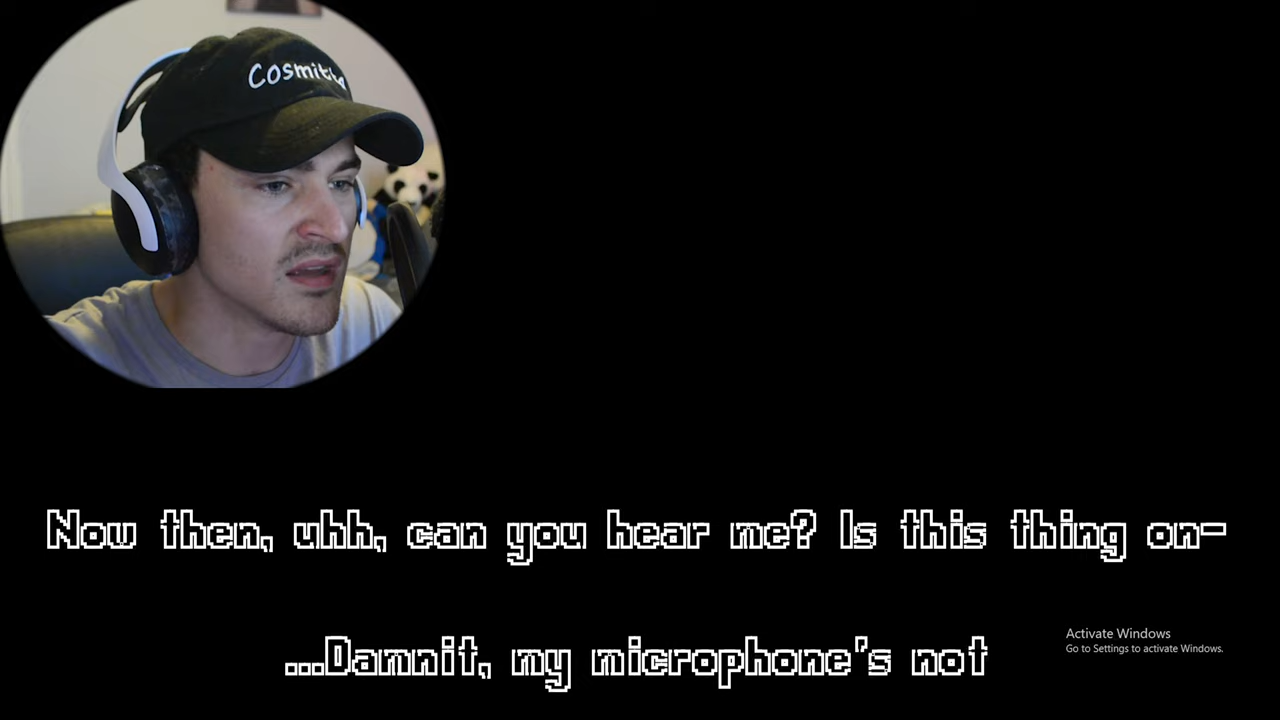 Now then, uhh, can you hear me? Is this thing on-
...Damnit, my microphone's not
Activate Windows
Go to Settings to activate Windows.